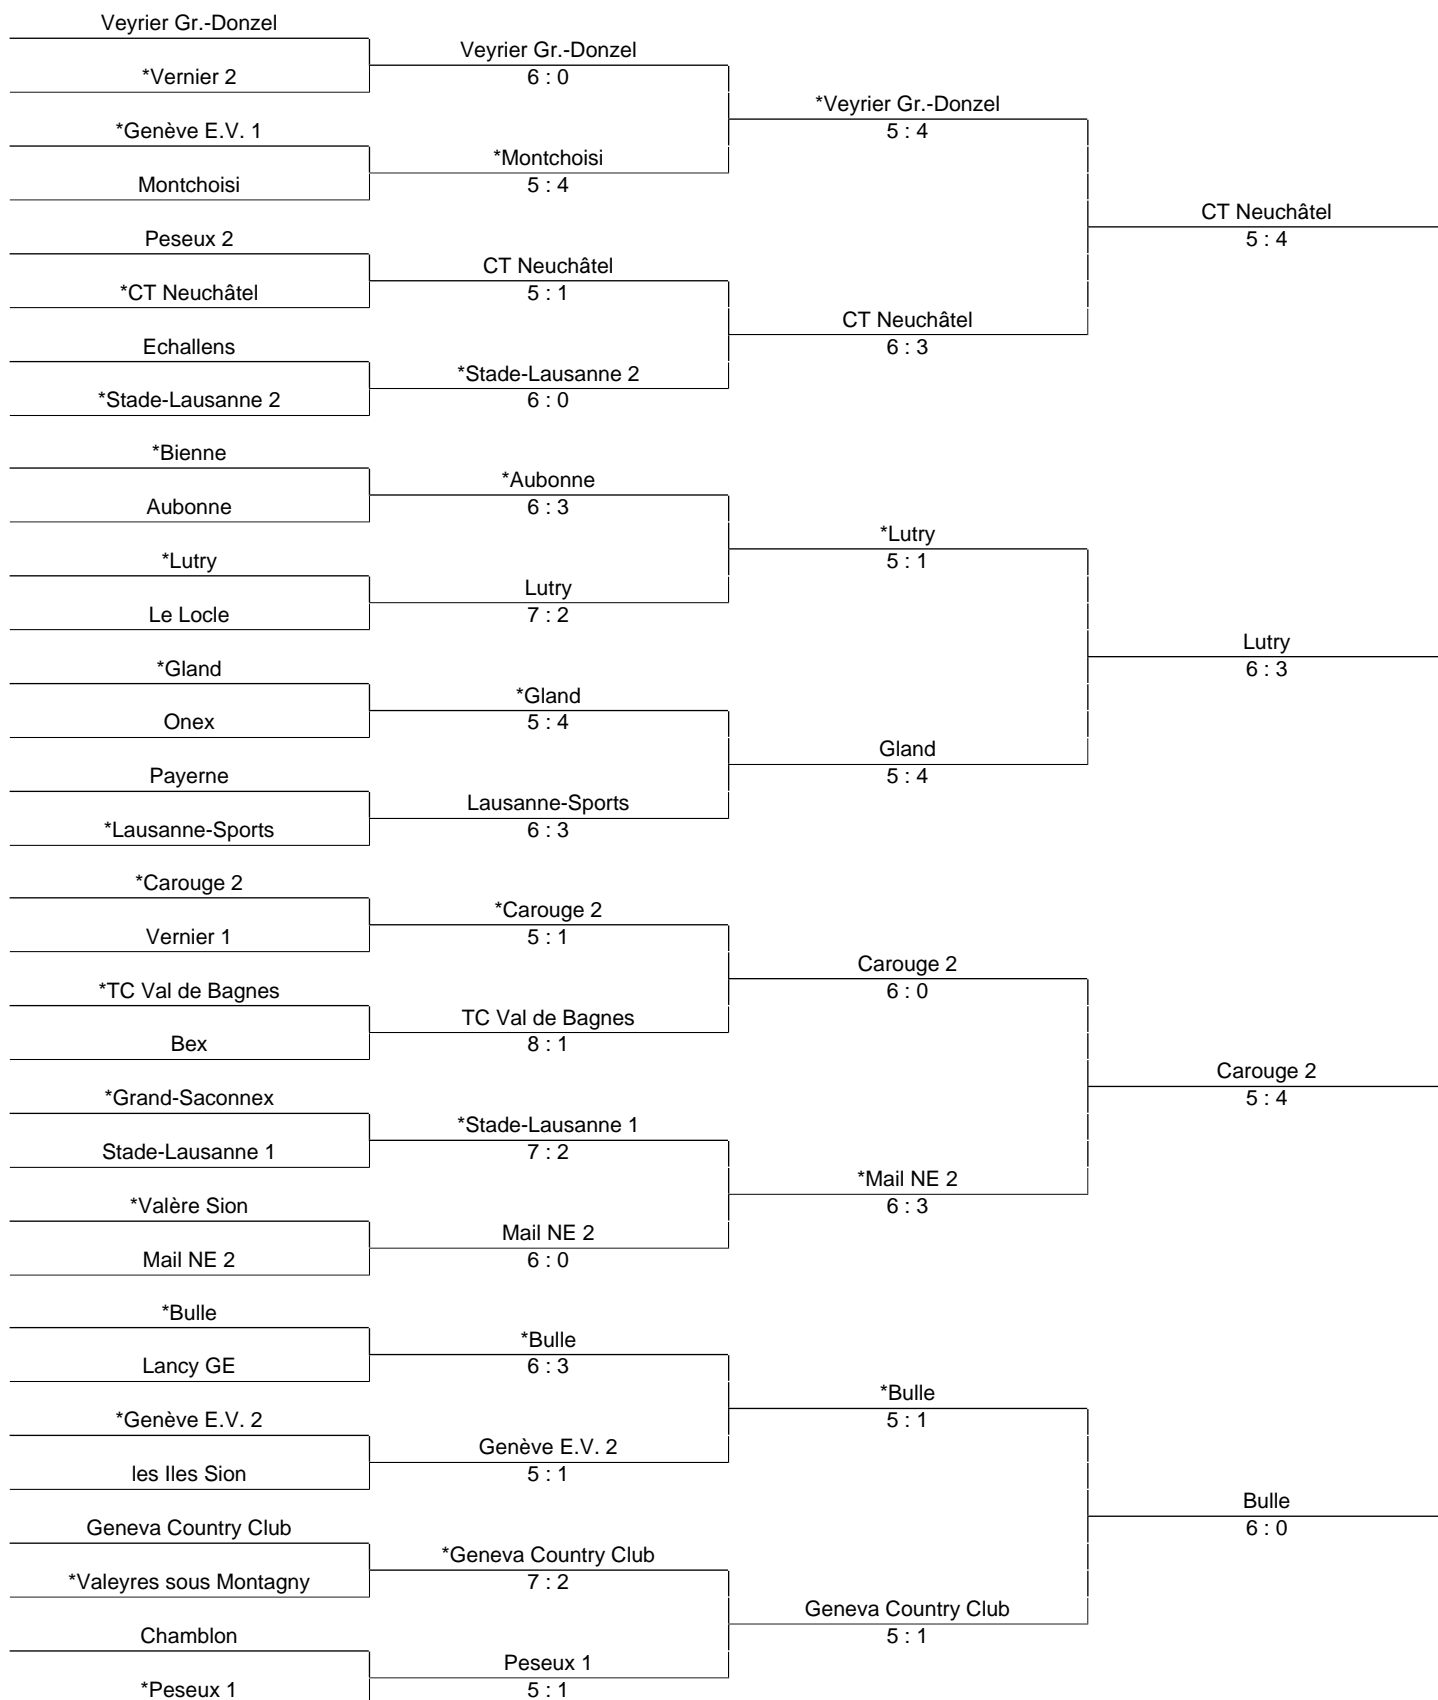 Veyrier Gr.-Donzel
*Vernier 2
*Genève E.V. 1
Montchoisi
Peseux 2
*CT Neuchâtel
Echallens
*Stade-Lausanne 2
*Bienne
Aubonne
*Lutry
Le Locle
*Gland
Onex
Payerne
*Lausanne-Sports
*Carouge 2
Vernier 1
*TC Val de Bagnes
Bex
*Grand-Saconnex
Stade-Lausanne 1
*Valère Sion
Mail NE 2
*Bulle
Lancy GE
*Genève E.V. 2
les Iles Sion
Geneva Country Club
*Valeyres sous Montagny
Chamblon
*Peseux 1
Veyrier Gr.-Donzel
6 : 0
*Montchoisi
5 : 4
CT Neuchâtel
5 : 1
*Stade-Lausanne 2
6 : 0
*Aubonne
6 : 3
Lutry
7 : 2
*Gland
5 : 4
Lausanne-Sports
6 : 3
*Carouge 2
5 : 1
TC Val de Bagnes
8 : 1
*Stade-Lausanne 1
7 : 2
Mail NE 2
6 : 0
*Bulle
6 : 3
Genève E.V. 2
5 : 1
*Geneva Country Club
7 : 2
Peseux 1
5 : 1
*Veyrier Gr.-Donzel
5 : 4
CT Neuchâtel
6 : 3
*Lutry
5 : 1
Gland
5 : 4
Carouge 2
6 : 0
*Mail NE 2
6 : 3
*Bulle
5 : 1
Geneva Country Club
5 : 1
CT Neuchâtel
5 : 4
Lutry
6 : 3
Carouge 2
5 : 4
Bulle
6 : 0